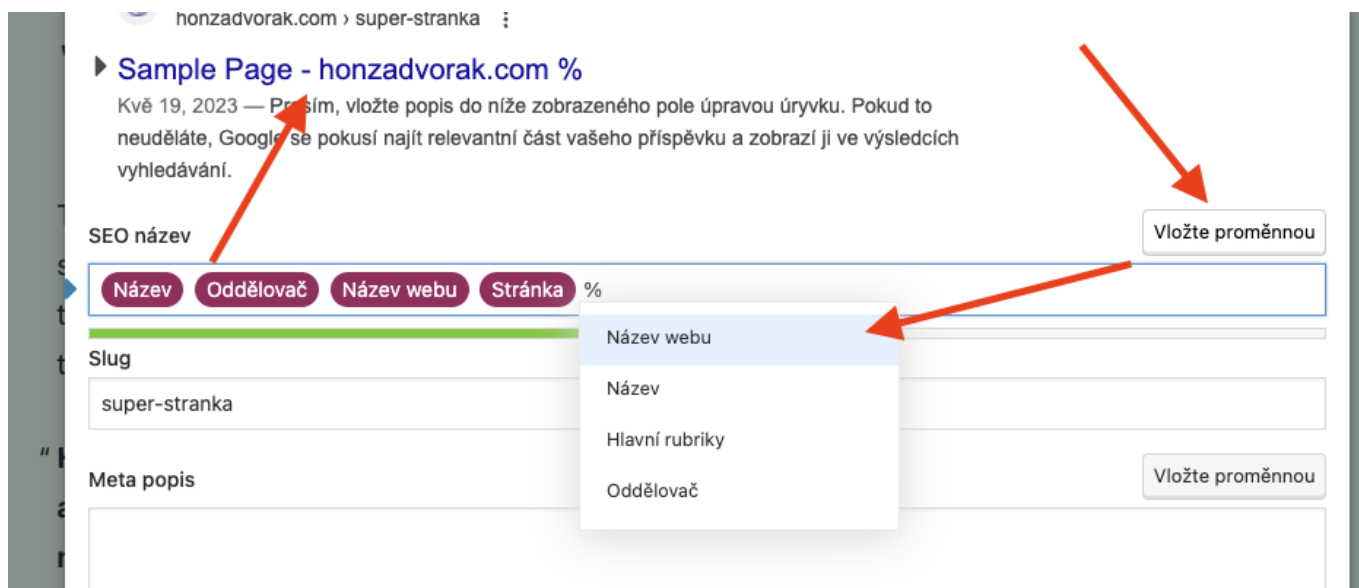 honzadvorak.com › super-stranka
Sample Page - honzadvorak.com %
Kvě 19, 2023 — Prosím, vložte popis do níže zobrazeného pole úpravou úryvku. Pokud to
neuděláte, Google se pokusí najít relevantní část vašeho příspěvku a zobrazí ji ve výsledcích
vyhledávání.
SEO název
Vložte proměnnou
Název Oddělovač Název webu Stránka %
Název webu
Slug
Název
super-stranka
Hlavní rubriky
Meta popis
Vložte proměnnou
Oddělovač